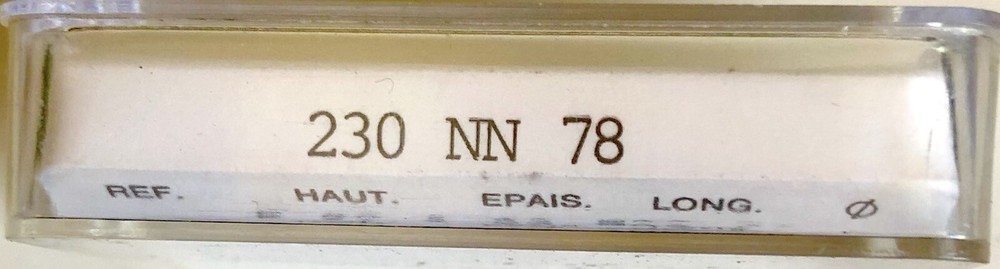 230 NN 78
REF. HAUT. EPAIS. LONG. Ø